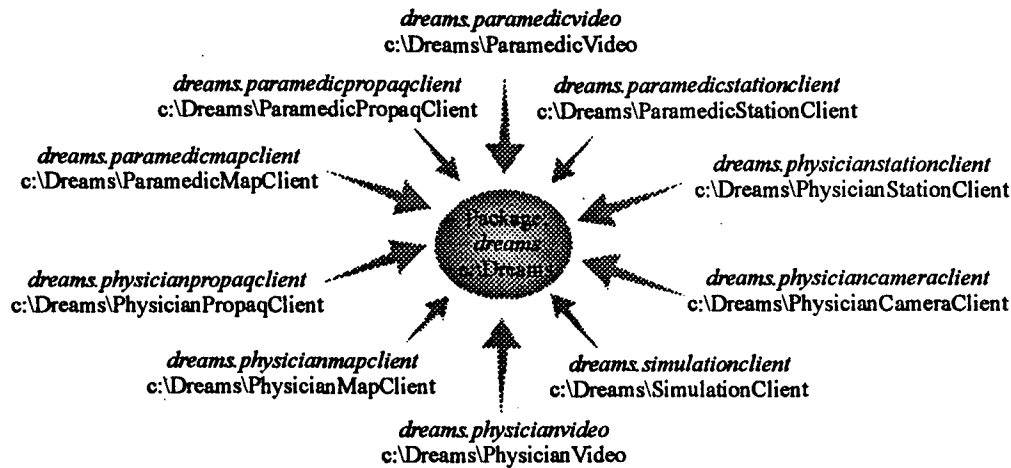 dreams.paramedicvideo
c:\Dreams\ParamedicVideo
dreams.paramedicpropaqclient
c:\Dreams\ParamedicPropaqClient
dreams.paramedicstationclient
c:\Dreams\ParamedicStationClient
dreams.paramedicmapclient
c:\Dreams\ParamedicMapClient
dreams.physicianstationclient
c:\Dreams\PhysicianStationClient
Package:
dreams
c:\Dreams
dreams.physicianpropaqclient
c:\Dreams\PhysicianPropaqClient
dreams.physiciancameraclient
c:\Dreams\PhysicianCameraClient
dreams.physicianmapclient
c:\Dreams\PhysicianMapClient
dreams.simulationclient
c:\Dreams\SimulationClient
dreams.physicianvideo
c:\Dreams\PhysicianVideo